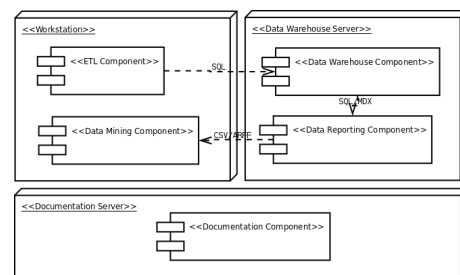 <<Workstation>>
<<Data Warehouse Server>>
<<ETL Component>>
SQL
<<Data Warehouse Component>>
SQL/MDX
<<Data Mining Component>>
CSV/ARFF
<<Data Reporting Component>>
<<Documentation Server>>
<<Documentation Component>>